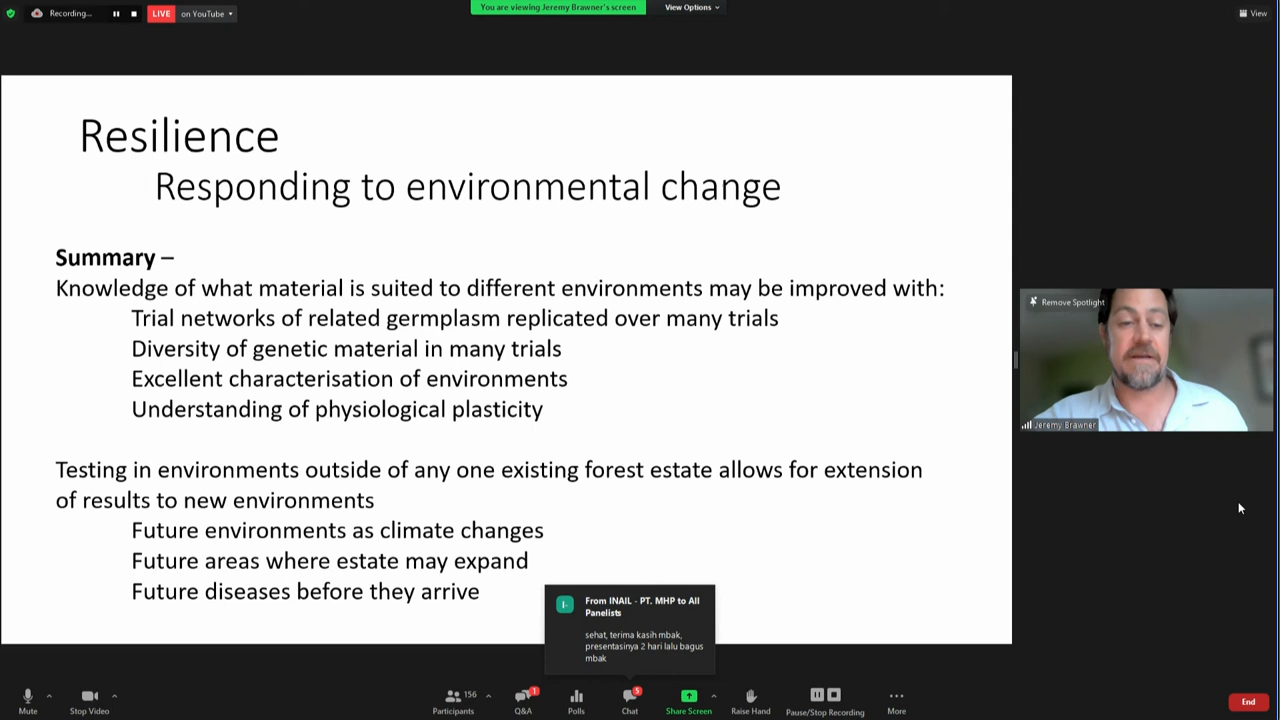 Recording...
LIVE
on YouTube
You are viewing Jeremy Brawner's screen
View Options
View
Resilience
Responding to environmental change
Summary –
Knowledge of what material is suited to different environments may be improved with:
Trial networks of related germplasm replicated over many trials
Diversity of genetic material in many trials
Excellent characterisation of environments
Understanding of physiological plasticity
Testing in environments outside of any one existing forest estate allows for extension
of results to new environments
Future environments as climate changes
Future areas where estate may expand
Future diseases before they arrive
Remove Spotlight
Jeremy Brawner
I-
From INAIL - PT. MHP to All
Panelists
sehat, terima kasih mbak,
presentasinya 2 hari lalu bagus
mbak
Mute
Stop Video
156
Participants
1
Q&A
Polls
5
Chat
Share Screen
Raise Hand
Pause/Stop Recording
More
End